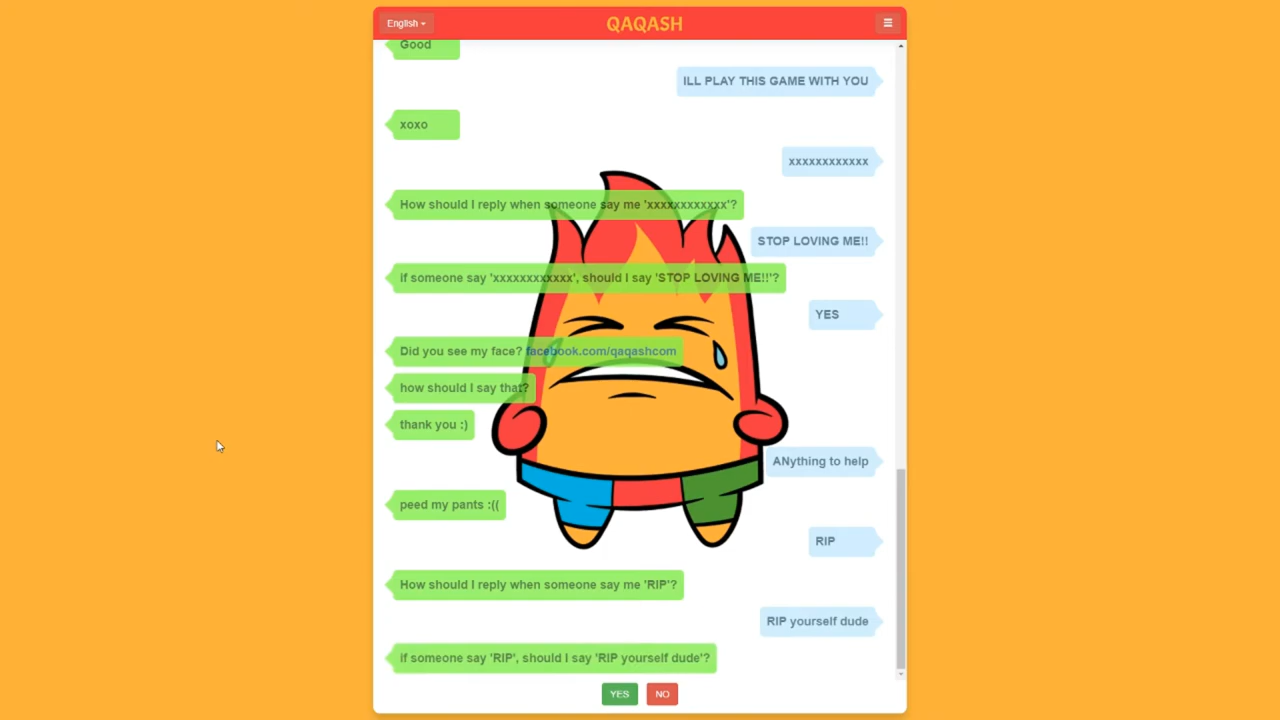 English
QAQASH
Good
ILL PLAY THIS GAME WITH YOU
xoxo
xxxxxxxxxxxx
How should I reply when someone say me 'xxxxxxxxxxxx'?
STOP LOVING ME!!
if someone say 'xxxxxxxxxxxx', should I say 'STOP LOVING ME!!'?
YES
Did you see my face? facebook.com/qaqashcom
how should I say that?
thank you :)
ANything to help
peed my pants :((
RIP
How should I reply when someone say me 'RIP'?
RIP yourself dude
if someone say 'RIP', should I say 'RIP yourself dude'?
YES NO